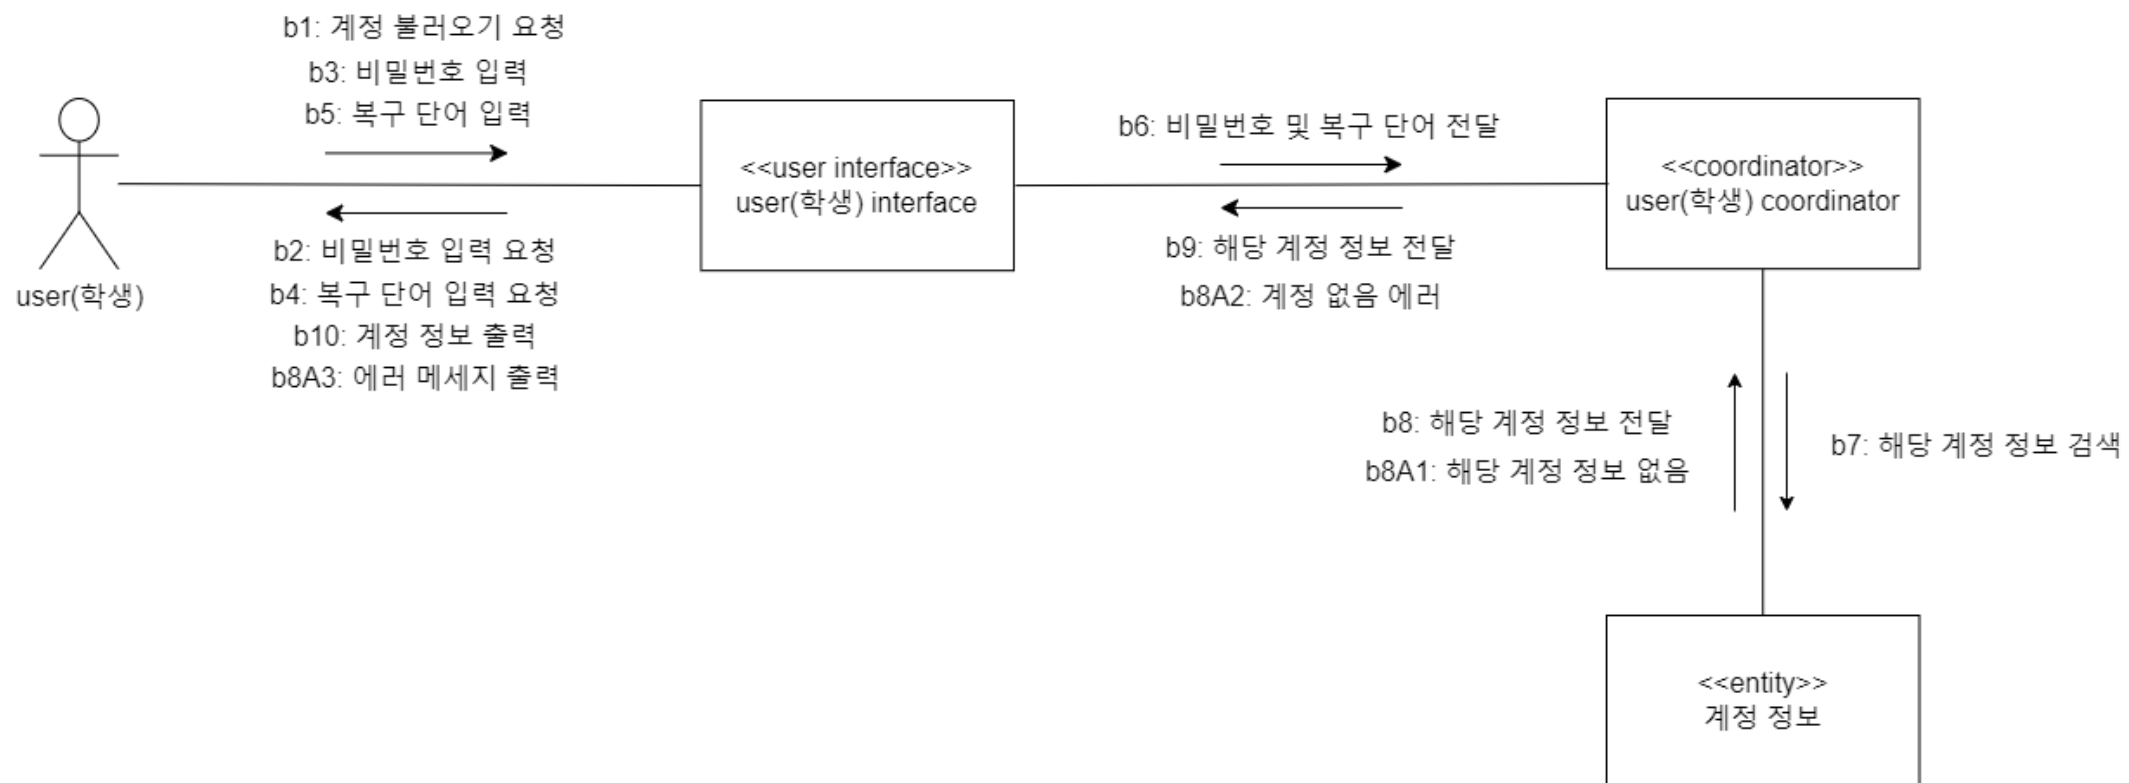 b1: 계정 불러오기 요청
b3: 비밀번호 입력
b5: 복구 단어 입력
user(학생)
b2: 비밀번호 입력 요청
b4: 복구 단어 입력 요청
b10: 계정 정보 출력
b8A3: 에러 메세지 출력
<<user interface>>
user(학생) interface
b6: 비밀번호 및 복구 단어 전달
b9: 해당 계정 정보 전달
b8A2: 계정 없음 에러
<<coordinator>>
user(학생) coordinator
b8: 해당 계정 정보 전달
b8A1: 해당 계정 정보 없음
b7: 해당 계정 정보 검색
<<entity>>
계정 정보